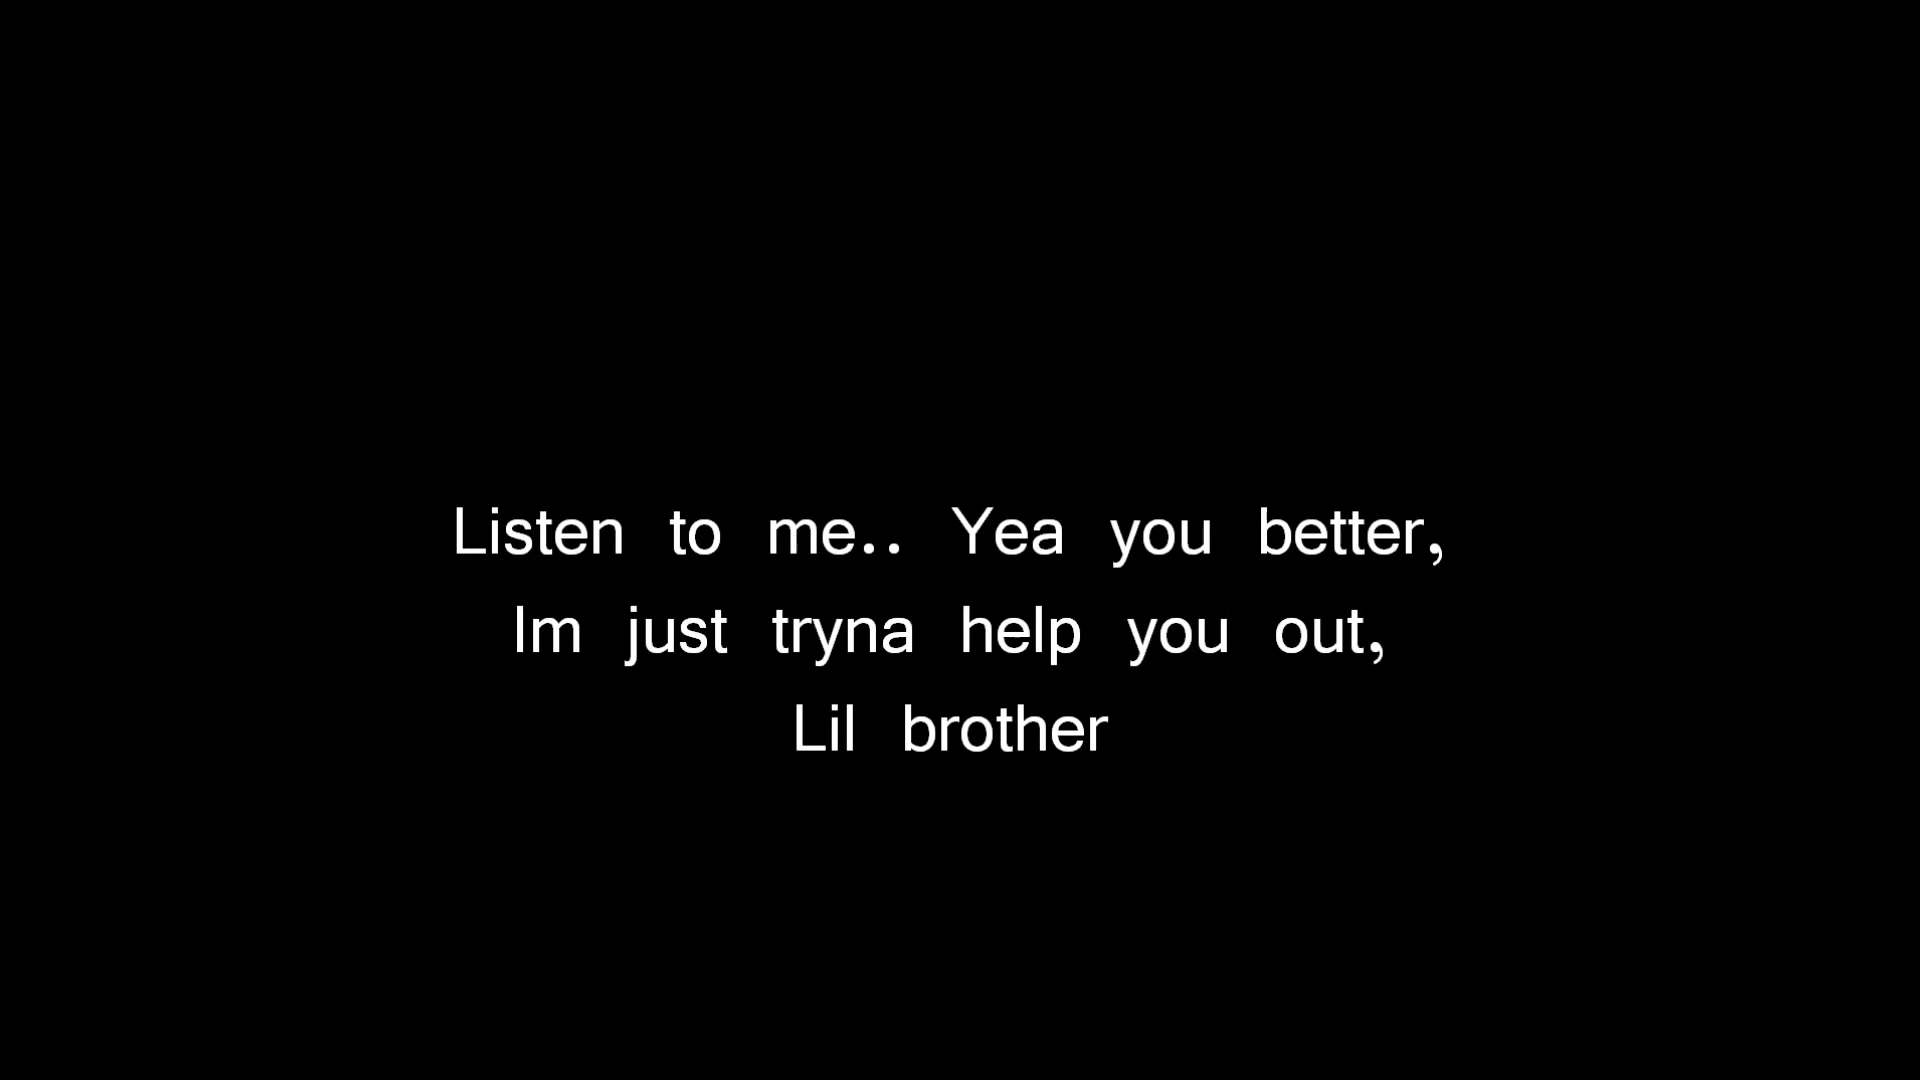 Listen to me.. Yea you better,
Im just tryna help you out,
Lil brother